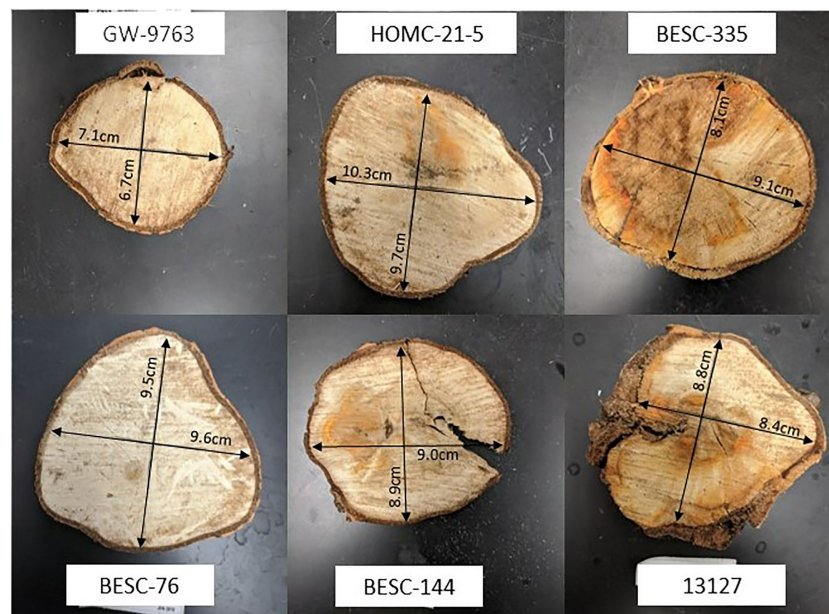 GW-9763
HOMC-21-5
BESC-335
7.1cm
6.7cm
10.3cm
9.7cm
8.1cm
9.1cm
9.5cm
9.6cm
9.0cm
8.9cm
8.8cm
8.4cm
BESC-76
BESC-144
13127